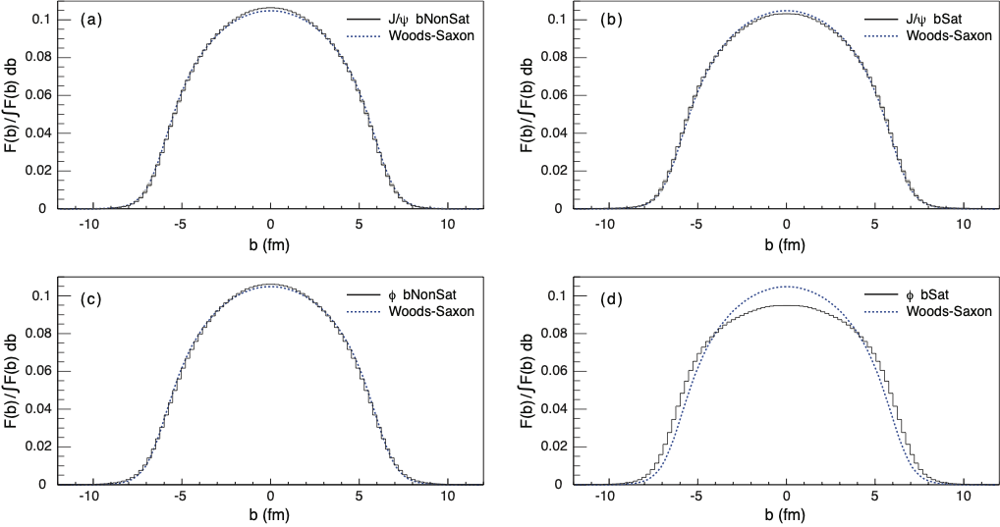 (a)
J/ψ bNonSat
Woods-Saxon
F(b)/∫F(b) db
0.1
0.08
0.06
0.04
0.02
0
-10 -5 0 5 10
b (fm)
(b)
J/ψ bSat
Woods-Saxon
F(b)/∫F(b) db
0.1
0.08
0.06
0.04
0.02
0
-10 -5 0 5 10
b (fm)
(c)
ϕ bNonSat
Woods-Saxon
F(b)/∫F(b) db
0.1
0.08
0.06
0.04
0.02
0
-10 -5 0 5 10
b (fm)
(d)
ϕ bSat
Woods-Saxon
F(b)/∫F(b) db
0.1
0.08
0.06
0.04
0.02
0
-10 -5 0 5 10
b (fm)